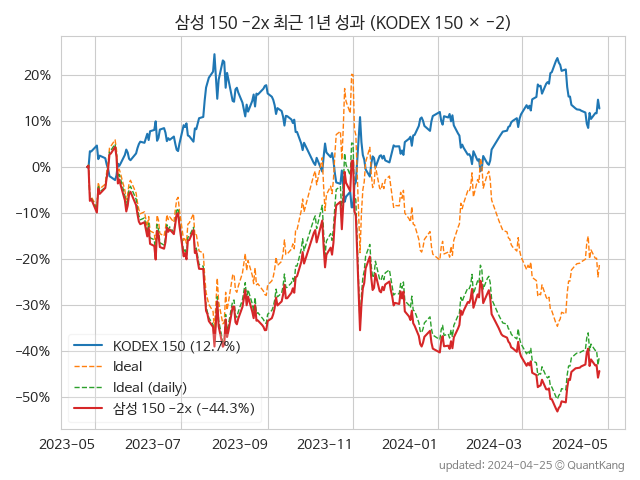 삼성 150 −2x 최근 1년 성과 (KODEX 150 × −2)
20%
10%
0%
−10%
−20%
−30%
−40%
−50%
KODEX 150 (12.7%)
Ideal
Ideal (daily)
삼성 150 −2x (−44.3%)
2023-05 2023-07 2023-09 2023-11 2024-01 2024-03 2024-05
updated: 2024-04-25 ⓒ QuantKang